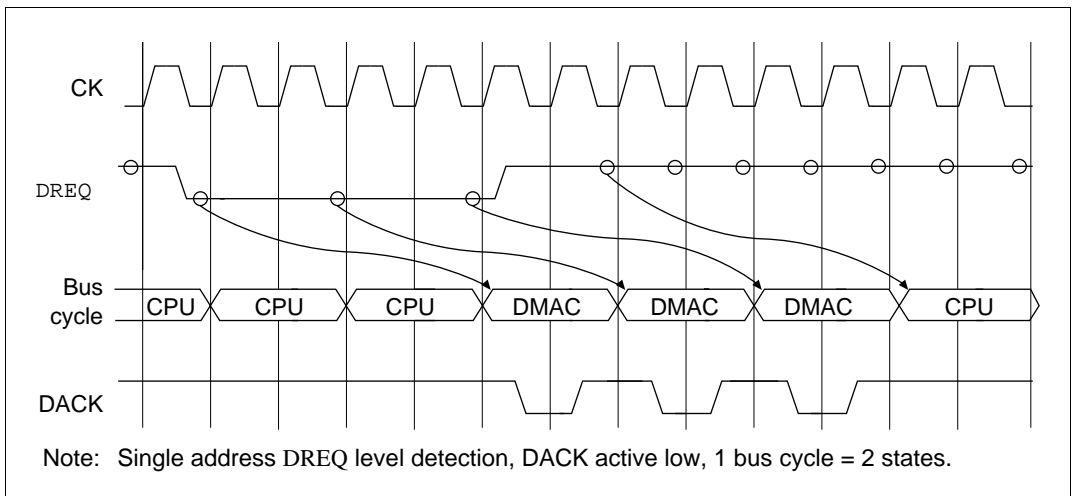 CK
DREQ
Bus
cycle
CPU CPU CPU DMAC DMAC DMAC CPU
DACK
Note: Single address DREQ level detection, DACK active low, 1 bus cycle = 2 states.